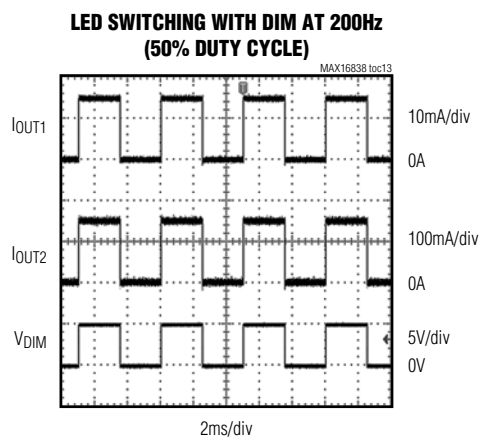 LED SWITCHING WITH DIM AT 200Hz
(50% DUTY CYCLE)
MAX16838 toc13
IOUT1
10mA/div
0A
IOUT2
100mA/div
0A
VDIM
5V/div
0V
2ms/div